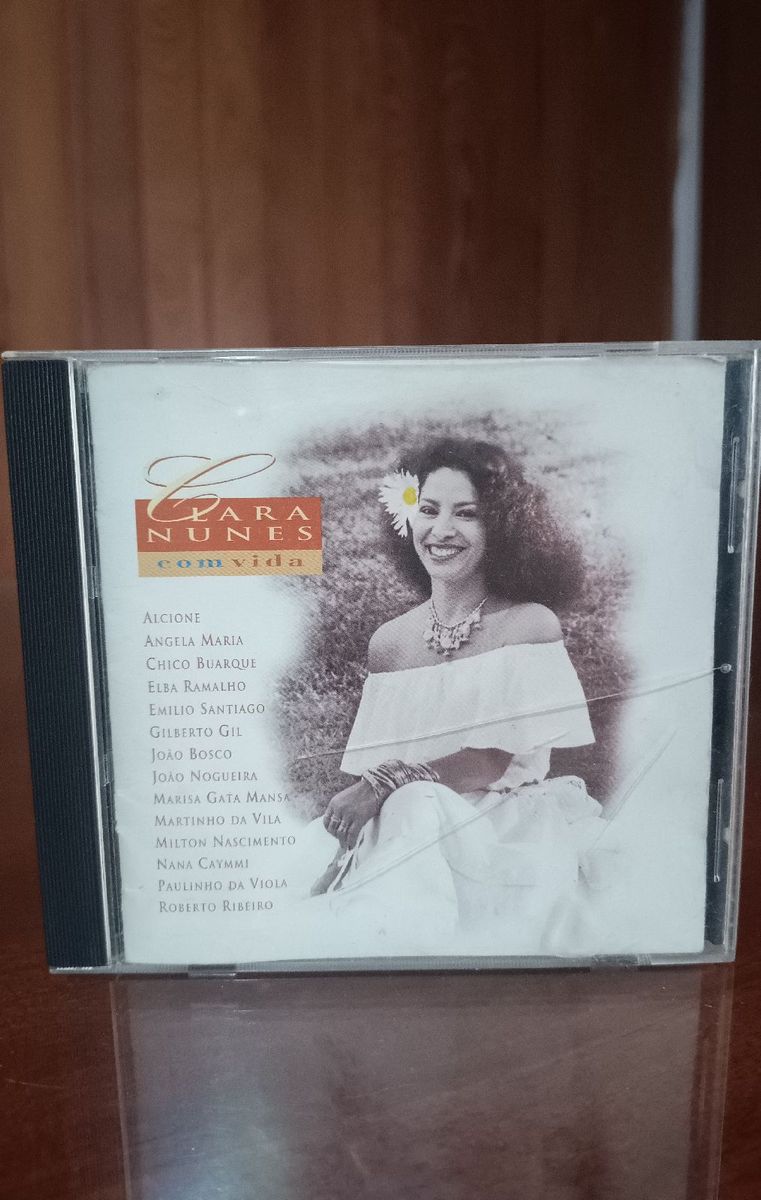 CLARA
NUNES
com vida
ALCIONE
ANGELA MARIA
CHICO BUARQUE
ELBA RAMALHO
EMILIO SANTIAGO
GILBERTO GIL
JOÃO BOSCO
JOÃO NOGUEIRA
MARISA GATA MANSA
MARTINHO DA VILA
MILTON NASCIMENTO
NANA CAYMMI
PAULINHO DA VIOLA
ROBERTO RIBEIRO